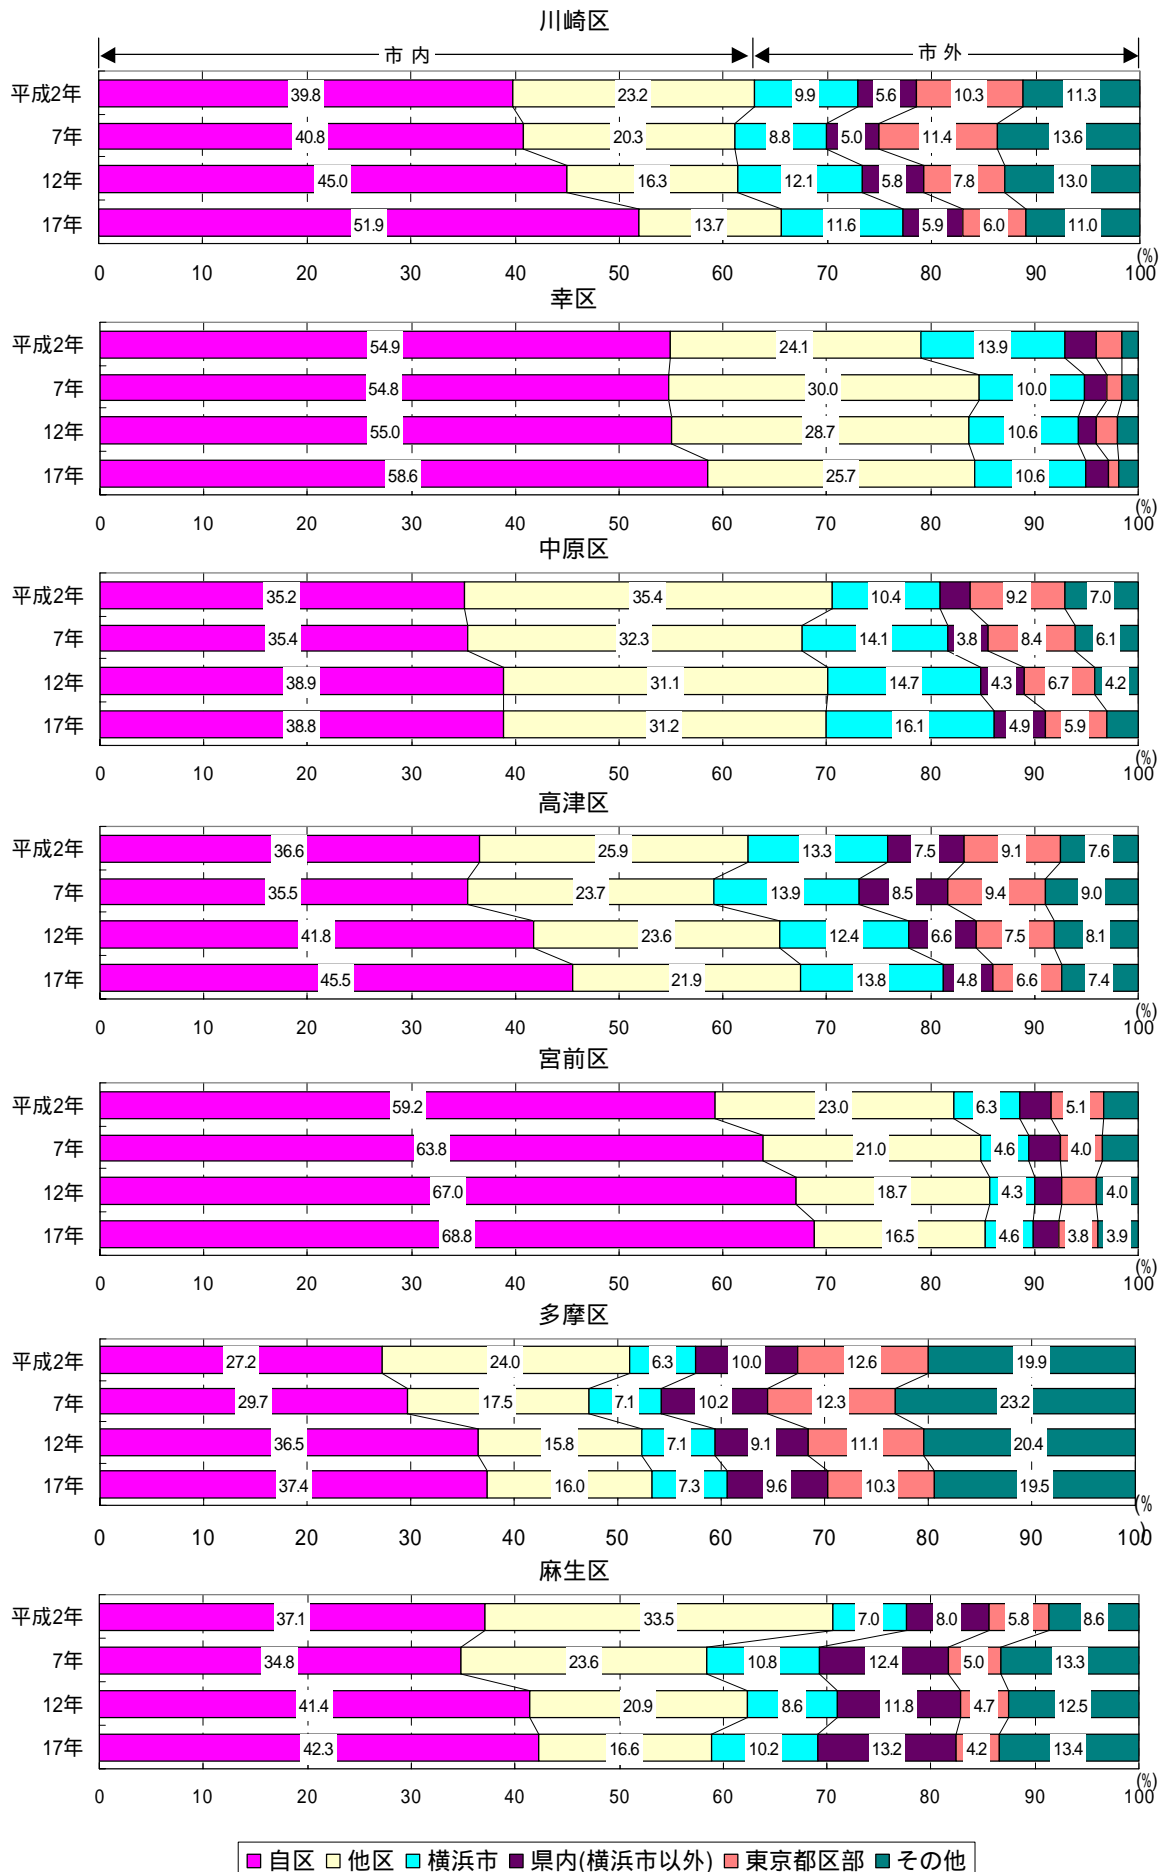 川崎区
市 内 市 外
平成2年 39.8 23.2 9.9 5.6 10.3 11.3
7年 40.8 20.3 8.8 5.0 11.4 13.6
12年 45.0 16.3 12.1 5.8 7.8 13.0
17年 51.9 13.7 11.6 5.9 6.0 11.0
(%)
0 10 20 30 40 50 60 70 80 90 100
幸区
平成2年 54.9 24.1 13.9
7年 54.8 30.0 10.0
12年 55.0 28.7 10.6
17年 58.6 25.7 10.6
(%)
0 10 20 30 40 50 60 70 80 90 100
中原区
平成2年 35.2 35.4 10.4 9.2 7.0
7年 35.4 32.3 14.1 3.8 8.4 6.1
12年 38.9 31.1 14.7 4.3 6.7 4.2
17年 38.8 31.2 16.1 4.9 5.9
(%)
0 10 20 30 40 50 60 70 80 90 100
高津区
平成2年 36.6 25.9 13.3 7.5 9.1 7.6
7年 35.5 23.7 13.9 8.5 9.4 9.0
12年 41.8 23.6 12.4 6.6 7.5 8.1
17年 45.5 21.9 13.8 4.8 6.6 7.4
(%)
0 10 20 30 40 50 60 70 80 90 100
宮前区
平成2年 59.2 23.0 6.3 5.1
7年 63.8 21.0 4.6 4.0
12年 67.0 18.7 4.3 4.0
17年 68.8 16.5 4.6 3.8 3.9
(%)
0 10 20 30 40 50 60 70 80 90 100
多摩区
平成2年 27.2 24.0 6.3 10.0 12.6 19.9
7年 29.7 17.5 7.1 10.2 12.3 23.2
12年 36.5 15.8 7.1 9.1 11.1 20.4
17年 37.4 16.0 7.3 9.6 10.3 19.5
(%)
0 10 20 30 40 50 60 70 80 90 100
麻生区
平成2年 37.1 33.5 7.0 8.0 5.8 8.6
7年 34.8 23.6 10.8 12.4 5.0 13.3
12年 41.4 20.9 8.6 11.8 4.7 12.5
17年 42.3 16.6 10.2 13.2 4.2 13.4
(%)
0 10 20 30 40 50 60 70 80 90 100
自区 他区 横浜市 県内(横浜市以外) 東京都区部 その他